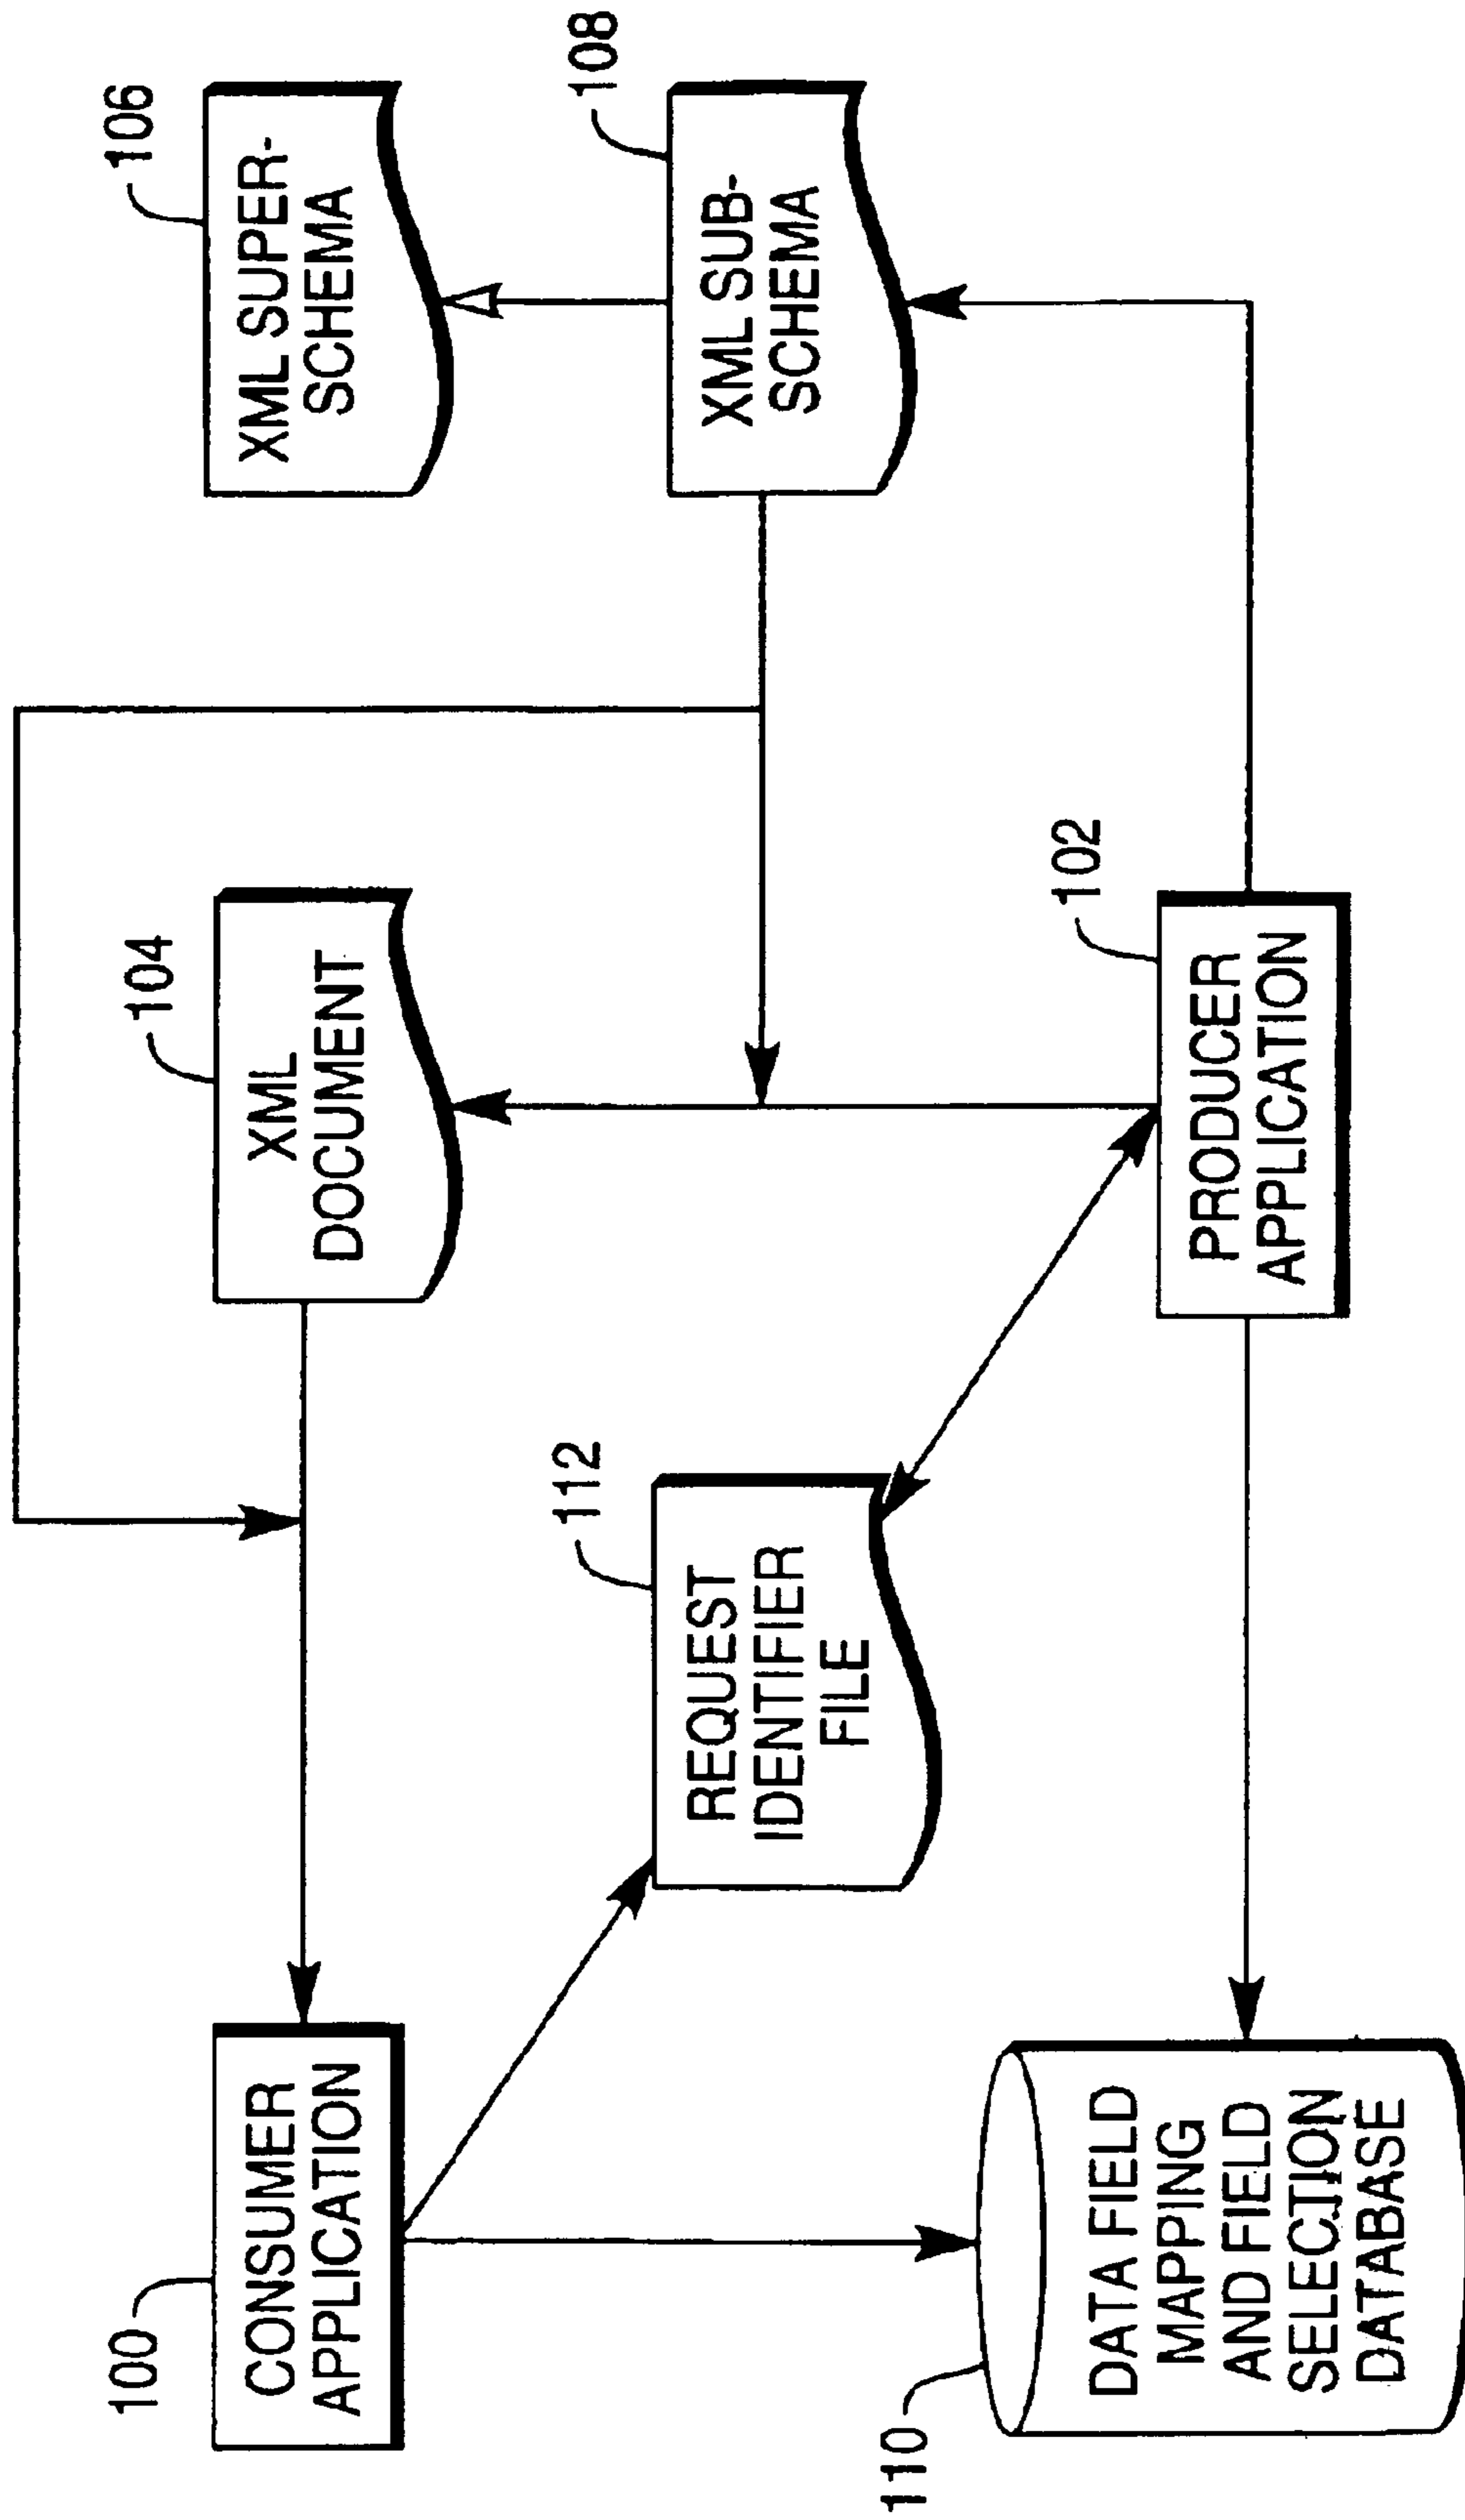 100
CONSUMER
APPLICATION
104
XML
DOCUMENT
106
XML SUPER-
SCHEMA
112
REQUEST
IDENTIFIER
FILE
108
XML SUB-
SCHEMA
110
DATA FIELD
MAPPING
AND FIELD
SELECTION
DATABASE
102
PRODUCER
APPLICATION